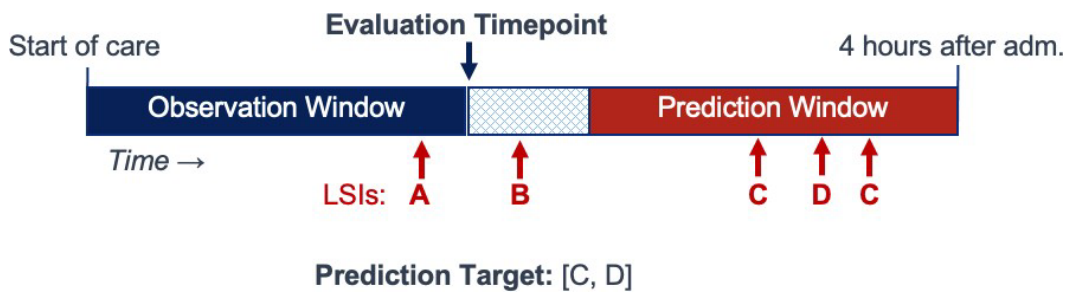 Evaluation Timepoint
Start of care
4 hours after adm.
Observation Window
Prediction Window
Time →
LSIs: A B C D C
Prediction Target: [C, D]